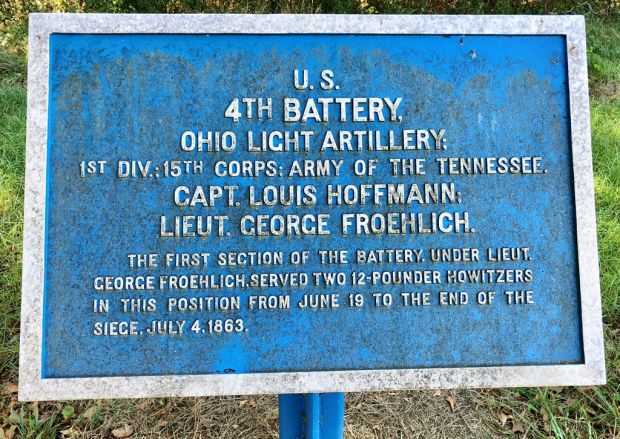 U.S.
4TH BATTERY,
OHIO LIGHT ARTILLERY;
1ST DIV.; 15TH CORPS; ARMY OF THE TENNESSEE.
CAPT. LOUIS HOFFMANN;
LIEUT. GEORGE FROEHLICH.
THE FIRST SECTION OF THE BATTERY, UNDER LIEUT.
GEORGE FROEHLICH, SERVED TWO 12-POUNDER HOWITZERS
IN THIS POSITION FROM JUNE 19 TO THE END OF THE
SIEGE, JULY 4, 1863.